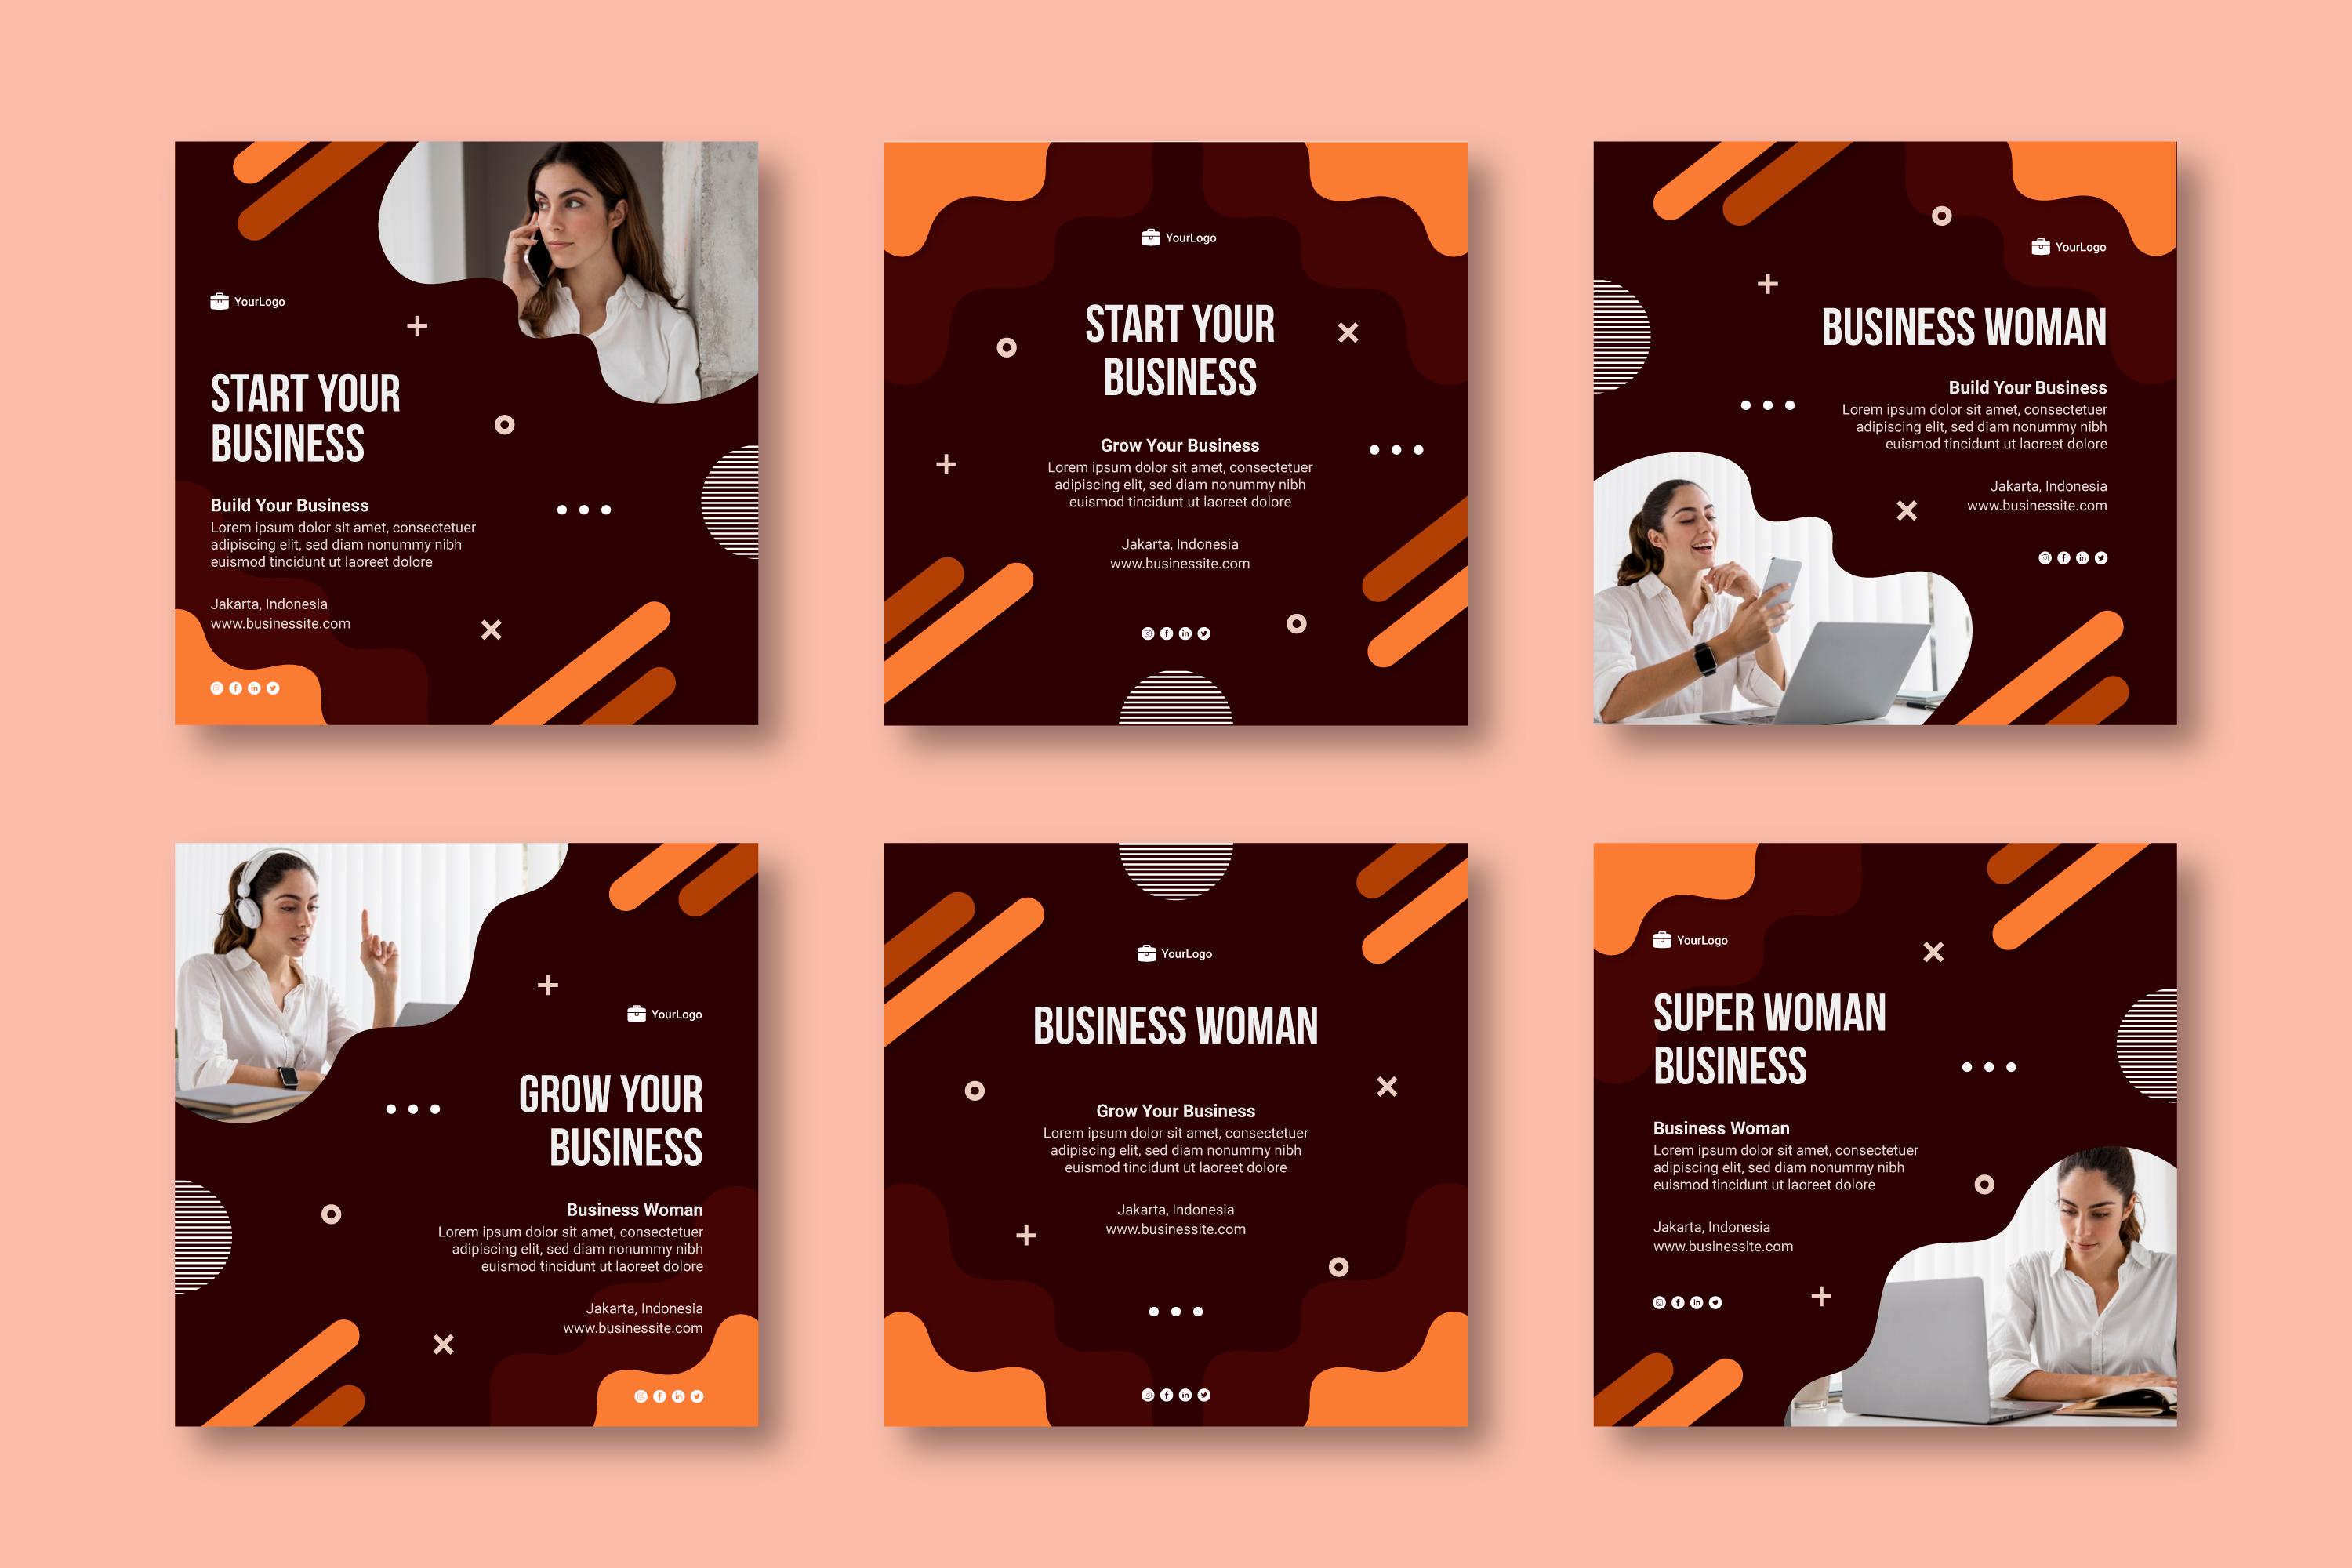 YourLogo
START YOUR
BUSINESS
Build Your Business
Lorem ipsum dolor sit amet, consectetuer
adipiscing elit, sed diam nonummy nibh
euismod tincidunt ut laoreet dolore
Jakarta, Indonesia
www.businessite.com
YourLogo
START YOUR
BUSINESS
Grow Your Business
Lorem ipsum dolor sit amet, consectetuer
adipiscing elit, sed diam nonummy nibh
euismod tincidunt ut laoreet dolore
Jakarta, Indonesia
www.businessite.com
YourLogo
BUSINESS WOMAN
Build Your Business
Lorem ipsum dolor sit amet, consectetuer
adipiscing elit, sed diam nonummy nibh
euismod tincidunt ut laoreet dolore
Jakarta, Indonesia
www.businessite.com
YourLogo
GROW YOUR
BUSINESS
Business Woman
Lorem ipsum dolor sit amet, consectetuer
adipiscing elit, sed diam nonummy nibh
euismod tincidunt ut laoreet dolore
Jakarta, Indonesia
www.businessite.com
YourLogo
BUSINESS WOMAN
Grow Your Business
Lorem ipsum dolor sit amet, consectetuer
adipiscing elit, sed diam nonummy nibh
euismod tincidunt ut laoreet dolore
Jakarta, Indonesia
www.businessite.com
YourLogo
SUPER WOMAN
BUSINESS
Business Woman
Lorem ipsum dolor sit amet, consectetuer
adipiscing elit, sed diam nonummy nibh
euismod tincidunt ut laoreet dolore
Jakarta, Indonesia
www.businessite.com